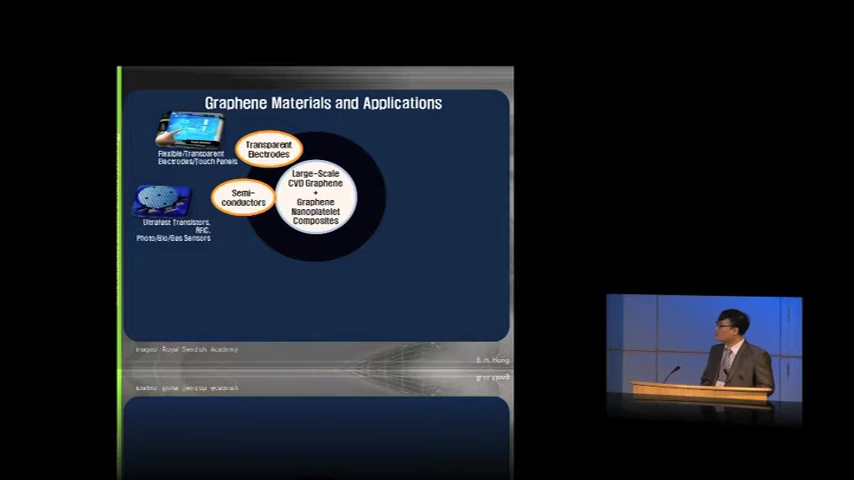 Graphene Materials and Applications
Transparent
Electrodes
Flexible/Transparent
Electrodes/Touch Panels
Large-Scale
CVD Graphene
+
Graphene
Nanoplatelet
Composites
Semi-
conductors
Ultrafast Transistors,
RFIC,
Photo/Bio/Gas Sensors
Images: Royal Swedish Academy
B. H. Hong